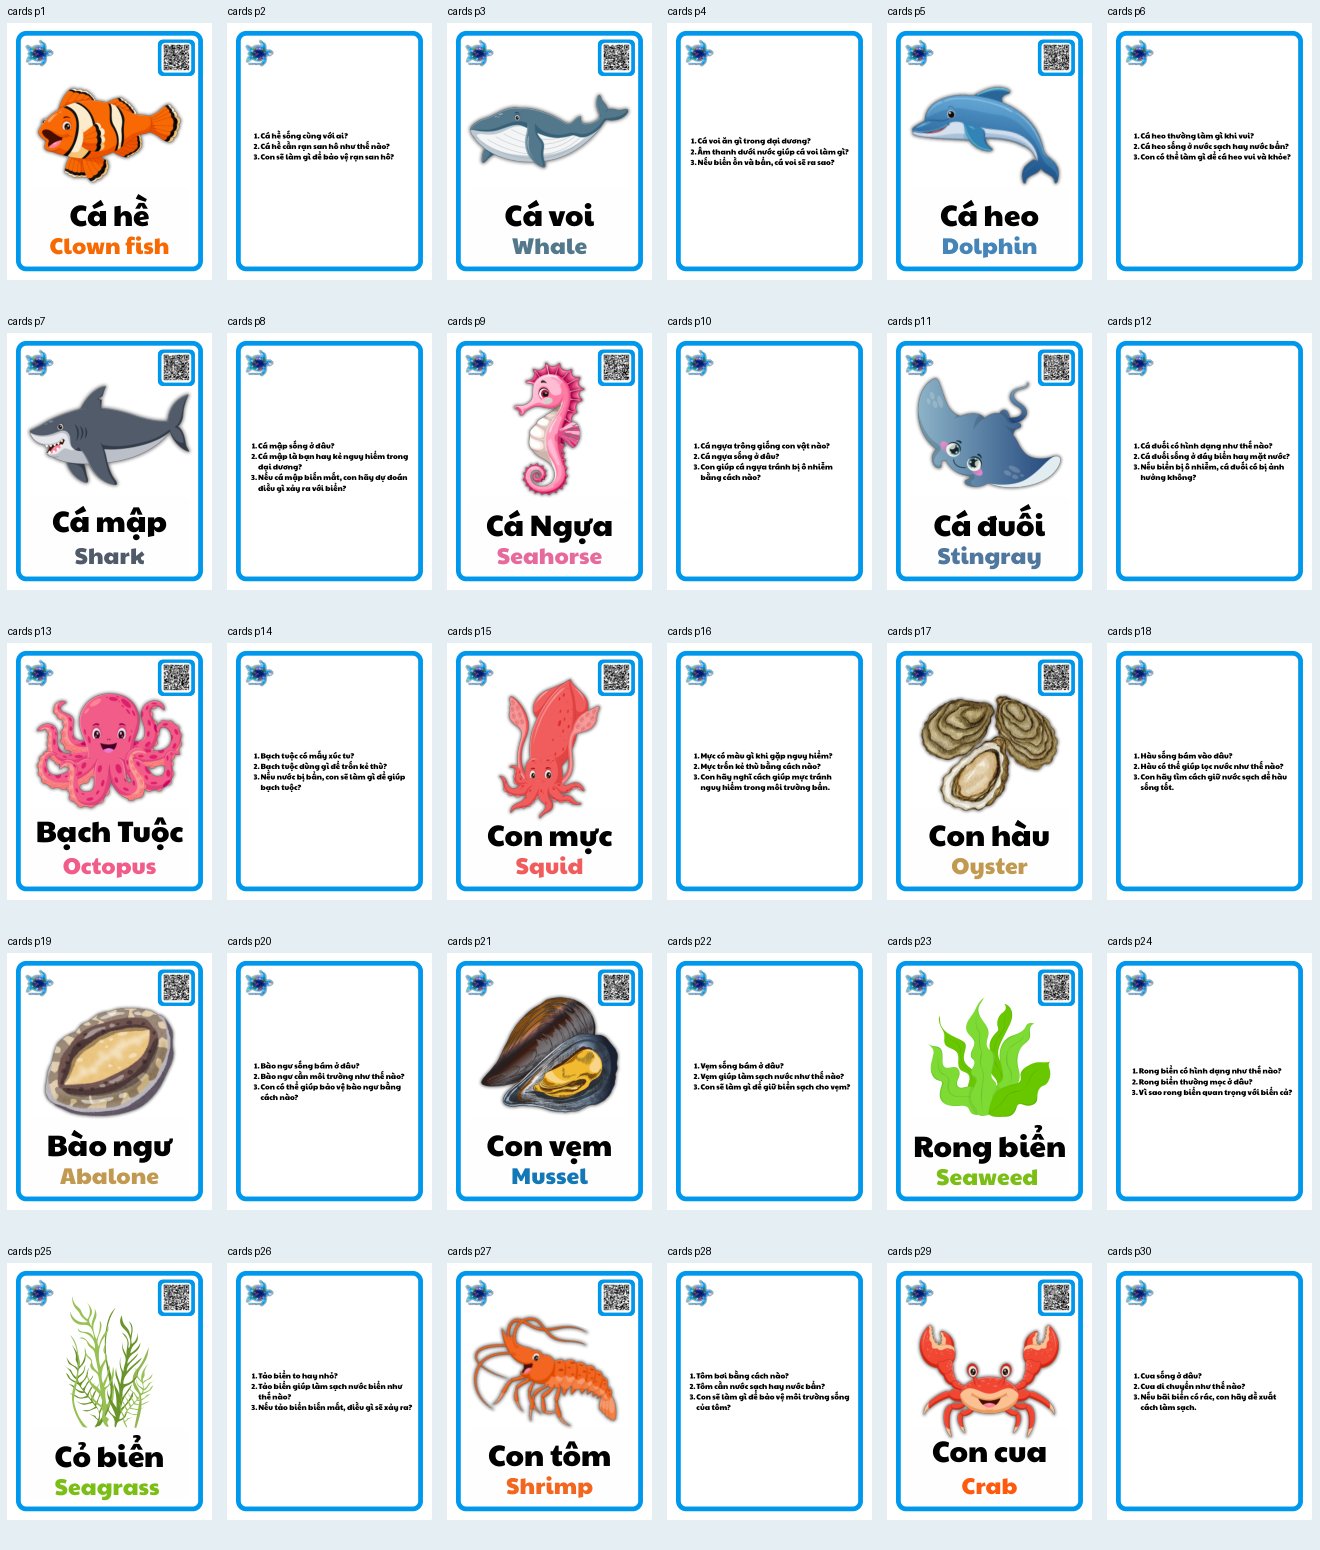 cards p1
cards p2
cards p3
cards p4
cards p5
cards p6
Cá hề
Clown fish
1. Cá hề sống cùng với ai?
2. Cá hề cần rạn san hô như thế nào?
3. Con sẽ làm gì để bảo vệ rạn san hô?
Cá voi
Whale
1. Cá voi ăn gì trong đại dương?
2. Âm thanh dưới nước giúp cá voi làm gì?
3. Nếu biển ồn và bẩn, cá voi sẽ ra sao?
Cá heo
Dolphin
1. Cá heo thường làm gì khi vui?
2. Cá heo sống ở nước sạch hay nước bẩn?
3. Con có thể làm gì để cá heo vui và khỏe?
cards p7
cards p8
cards p9
cards p10
cards p11
cards p12
Cá mập
Shark
1. Cá mập sống ở đâu?
2. Cá mập là bạn hay kẻ nguy hiểm trong
đại dương?
3. Nếu cá mập biến mất, con hãy dự đoán
điều gì xảy ra với biển?
Cá Ngựa
Seahorse
1. Cá ngựa trông giống con vật nào?
2. Cá ngựa sống ở đâu?
3. Con giúp cá ngựa tránh bị ô nhiễm
bằng cách nào?
Cá đuối
Stingray
1. Cá đuối có hình dạng như thế nào?
2. Cá đuối sống ở đáy biển hay mặt nước?
3. Nếu biển bị ô nhiễm, cá đuối có bị ảnh
hưởng không?
cards p13
cards p14
cards p15
cards p16
cards p17
cards p18
Bạch Tuộc
Octopus
1. Bạch tuộc có mấy xúc tu?
2. Bạch tuộc dùng gì để trốn kẻ thù?
3. Nếu nước bị bẩn, con sẽ làm gì để giúp
bạch tuộc?
Con mực
Squid
1. Mực có màu gì khi gặp nguy hiểm?
2. Mực trốn kẻ thù bằng cách nào?
3. Con hãy nghĩ cách giúp mực tránh
nguy hiểm trong môi trường bẩn.
Con hàu
Oyster
1. Hàu sống bám vào đâu?
2. Hàu có thể giúp lọc nước như thế nào?
3. Con hãy tìm cách giữ nước sạch để hàu
sống tốt.
cards p19
cards p20
cards p21
cards p22
cards p23
cards p24
Bào ngư
Abalone
1. Bào ngư sống bám ở đâu?
2. Bào ngư cần môi trường như thế nào?
3. Con có thể giúp bảo vệ bào ngư bằng
cách nào?
Con vẹm
Mussel
1. Vẹm sống bám ở đâu?
2. Vẹm giúp làm sạch nước như thế nào?
3. Con sẽ làm gì để giữ biển sạch cho vẹm?
Rong biển
Seaweed
1. Rong biển có hình dạng như thế nào?
2. Rong biển thường mọc ở đâu?
3. Vì sao rong biển quan trọng với biển cả?
cards p25
cards p26
cards p27
cards p28
cards p29
cards p30
Cỏ biển
Seagrass
1. Tảo biển to hay nhỏ?
2. Tảo biển giúp làm sạch nước biển như
thế nào?
3. Nếu tảo biển biến mất, điều gì sẽ xảy ra?
Con tôm
Shrimp
1. Tôm bơi bằng cách nào?
2. Tôm cần nước sạch hay nước bẩn?
3. Con sẽ làm gì để bảo vệ môi trường sống
của tôm?
Con cua
Crab
1. Cua sống ở đâu?
2. Cua di chuyển như thế nào?
3. Nếu bãi biển có rác, con hãy đề xuất
cách làm sạch.